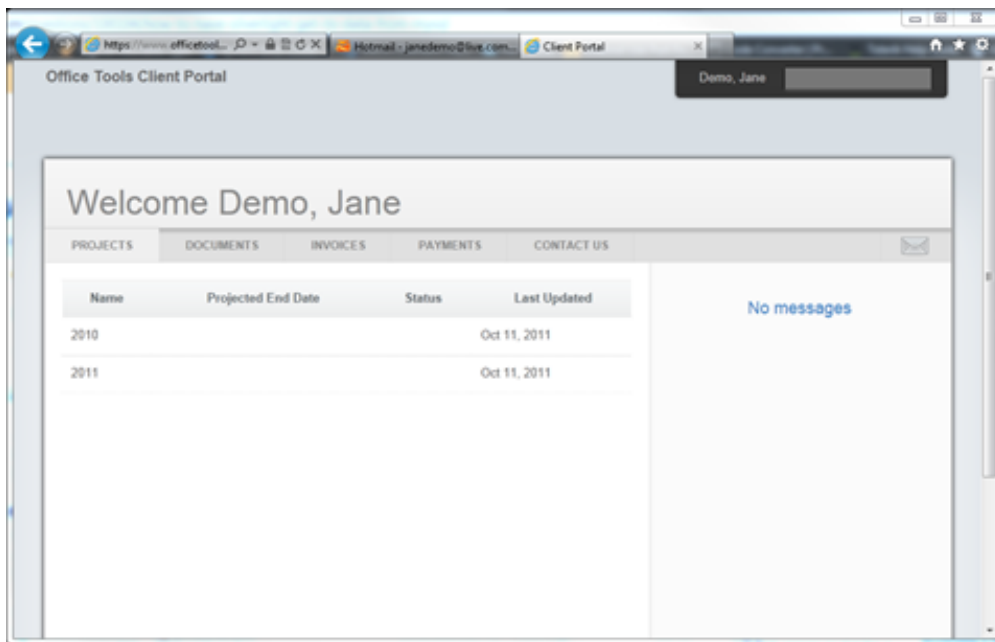 https://www.officetool...
Hotmail - janedemo@live.com...
Client Portal
Office Tools Client Portal
Demo, Jane
Welcome Demo, Jane
PROJECTS DOCUMENTS INVOICES PAYMENTS CONTACT US
Name Projected End Date Status Last Updated
No messages
2010 Oct 11, 2011
2011 Oct 11, 2011